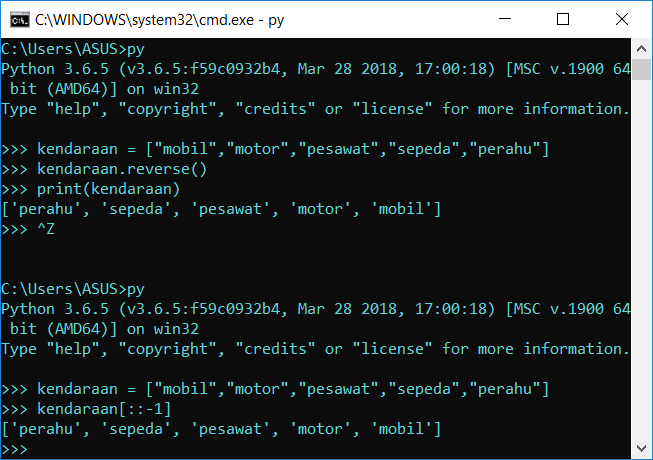 C:\WINDOWS\system32\cmd.exe - py
C:\Users\ASUS>py
Python 3.6.5 (v3.6.5:f59c0932b4, Mar 28 2018, 17:00:18) [MSC v.1900 64
 bit (AMD64)] on win32
Type "help", "copyright", "credits" or "license" for more information.
>>> kendaraan = ["mobil","motor","pesawat","sepeda","perahu"]
>>> kendaraan.reverse()
>>> print(kendaraan)
['perahu', 'sepeda', 'pesawat', 'motor', 'mobil']
>>> ^Z
C:\Users\ASUS>py
Python 3.6.5 (v3.6.5:f59c0932b4, Mar 28 2018, 17:00:18) [MSC v.1900 64
 bit (AMD64)] on win32
Type "help", "copyright", "credits" or "license" for more information.
>>> kendaraan = ["mobil","motor","pesawat","sepeda","perahu"]
>>> kendaraan[::-1]
['perahu', 'sepeda', 'pesawat', 'motor', 'mobil']
>>>